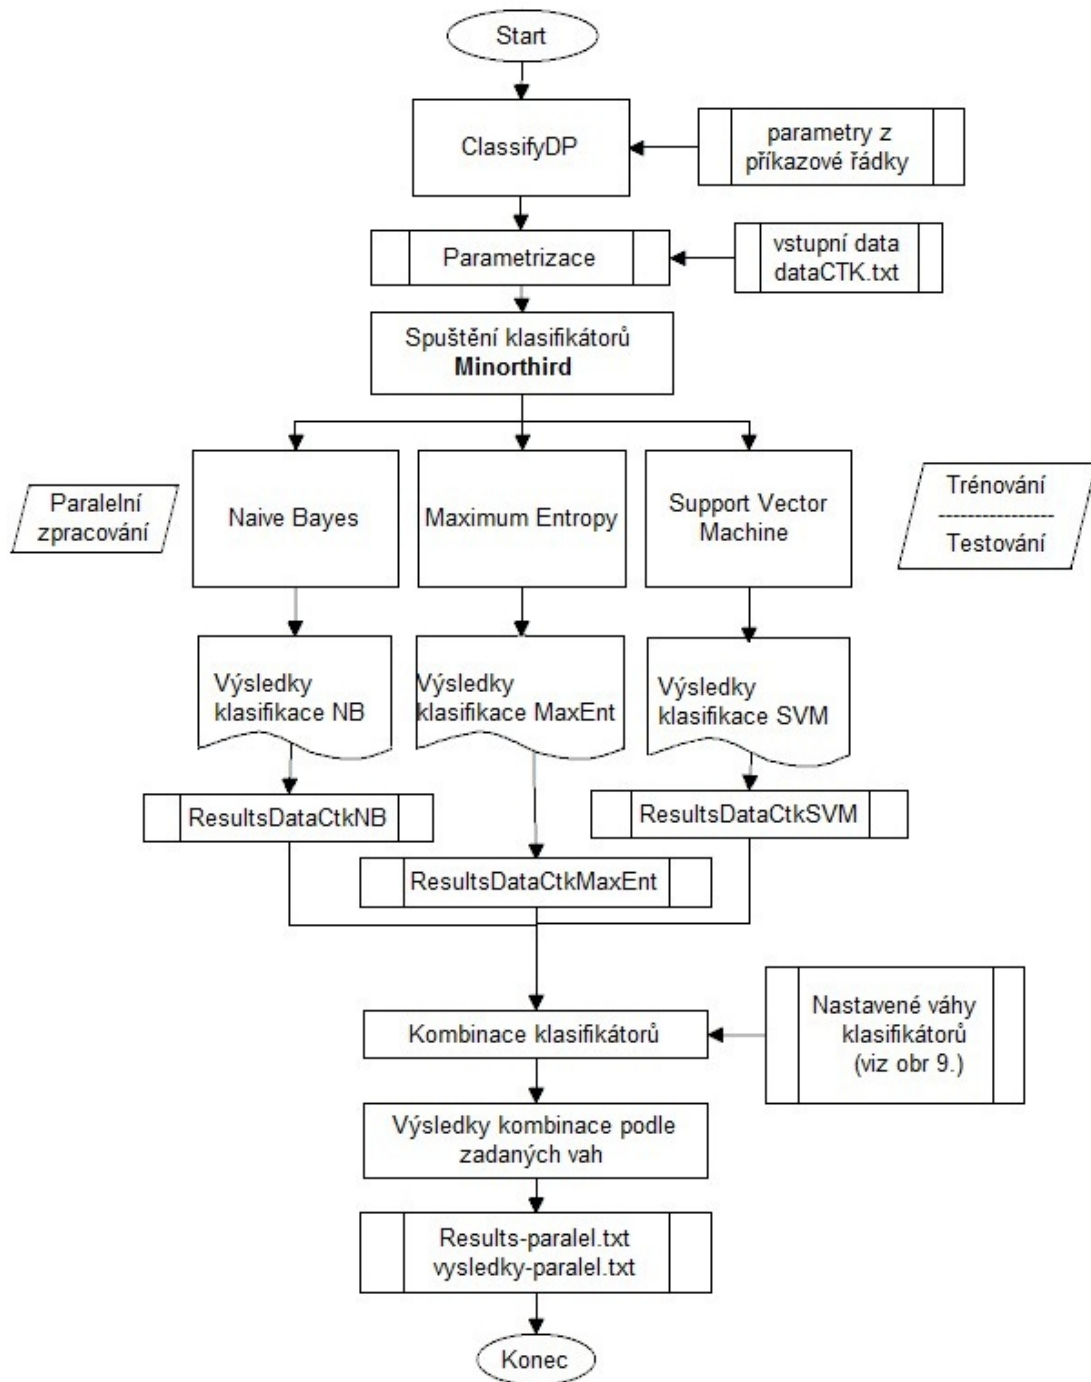 Start
ClassifyDP
parametry z
příkazové řádky
Parametrizace
vstupní data
dataCTK.txt
Spuštění klasifikátorů
Minorthird
Paralelní
zpracování
Naive Bayes
Maximum Entropy
Support Vector
Machine
Trénování
----------------
Testování
Výsledky
klasifikace NB
Výsledky
klasifikace MaxEnt
Výsledky
klasifikace SVM
ResultsDataCtkNB
ResultsDataCtkMaxEnt
ResultsDataCtkSVM
Kombinace klasifikátorů
Nastavené váhy
klasifikátorů
(viz obr 9.)
Výsledky kombinace podle
zadaných vah
Results-paralel.txt
vysledky-paralel.txt
Konec